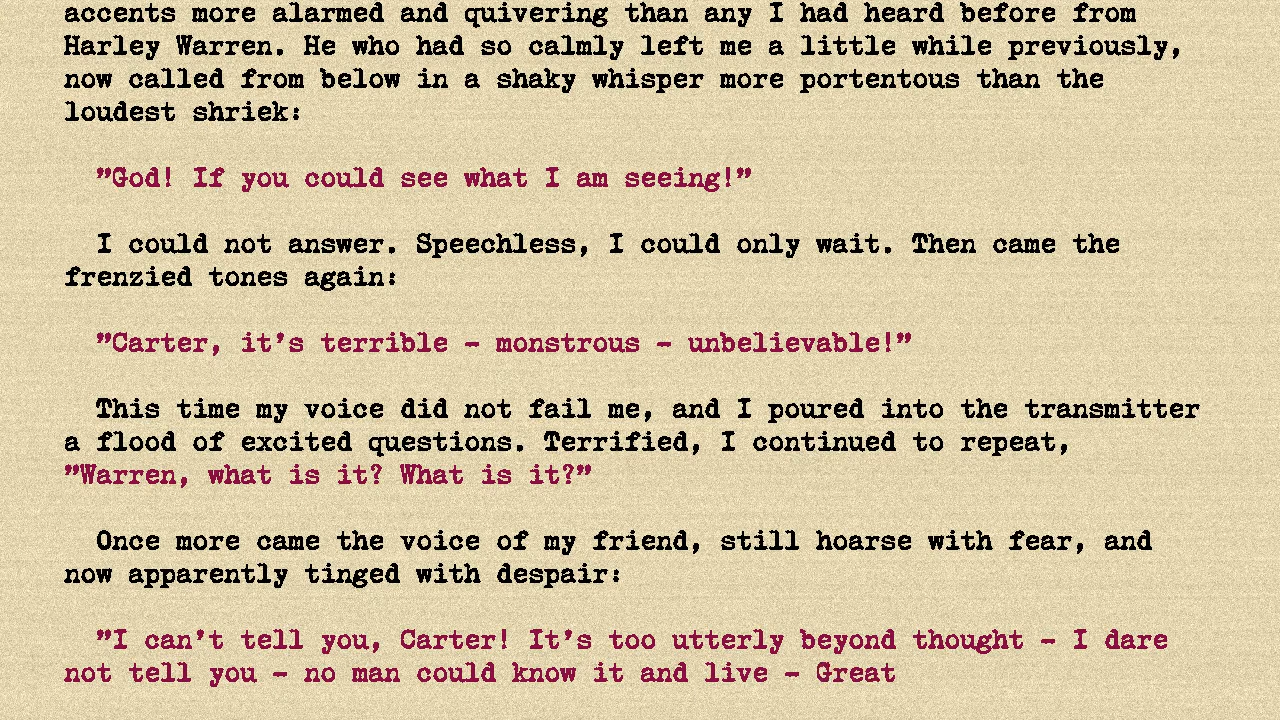 accents more alarmed and quivering than any I had heard before from
Harley Warren. He who had so calmly left me a little while previously,
now called from below in a shaky whisper more portentous than the
loudest shriek:
”God! If you could see what I am seeing!”
I could not answer. Speechless, I could only wait. Then came the
frenzied tones again:
”Carter, it’s terrible – monstrous – unbelievable!”
This time my voice did not fail me, and I poured into the transmitter
a flood of excited questions. Terrified, I continued to repeat,
”Warren, what is it? What is it?”
Once more came the voice of my friend, still hoarse with fear, and
now apparently tinged with despair:
”I can’t tell you, Carter! It’s too utterly beyond thought – I dare
not tell you – no man could know it and live – Great